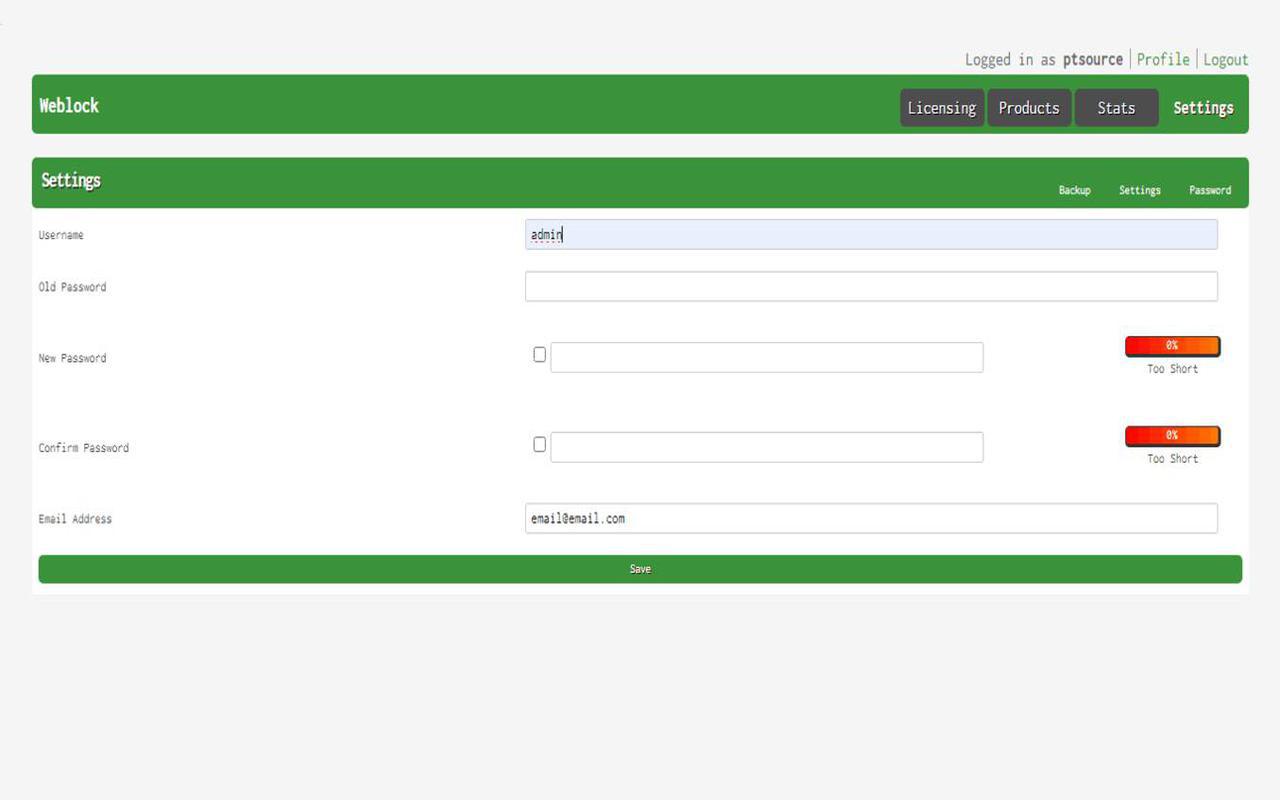 Logged in as ptsource | Profile | Logout
Weblock Licensing Products Stats Settings
Settings Backup Settings Password
Username admin
Old Password
New Password 0%
Too Short
Confirm Password 0%
Too Short
Email Address email@email.com
Save